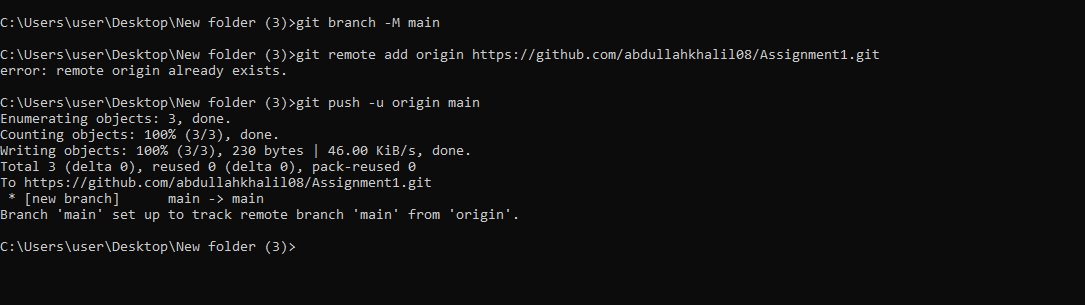 C:\Users\user\Desktop\New folder (3)>git branch -M main
C:\Users\user\Desktop\New folder (3)>git remote add origin https://github.com/abdullahkhalil08/Assignment1.git
error: remote origin already exists.
C:\Users\user\Desktop\New folder (3)>git push -u origin main
Enumerating objects: 3, done.
Counting objects: 100% (3/3), done.
Writing objects: 100% (3/3), 230 bytes | 46.00 KiB/s, done.
Total 3 (delta 0), reused 0 (delta 0), pack-reused 0
To https://github.com/abdullahkhalil08/Assignment1.git
 * [new branch]      main -> main
Branch 'main' set up to track remote branch 'main' from 'origin'.
C:\Users\user\Desktop\New folder (3)>